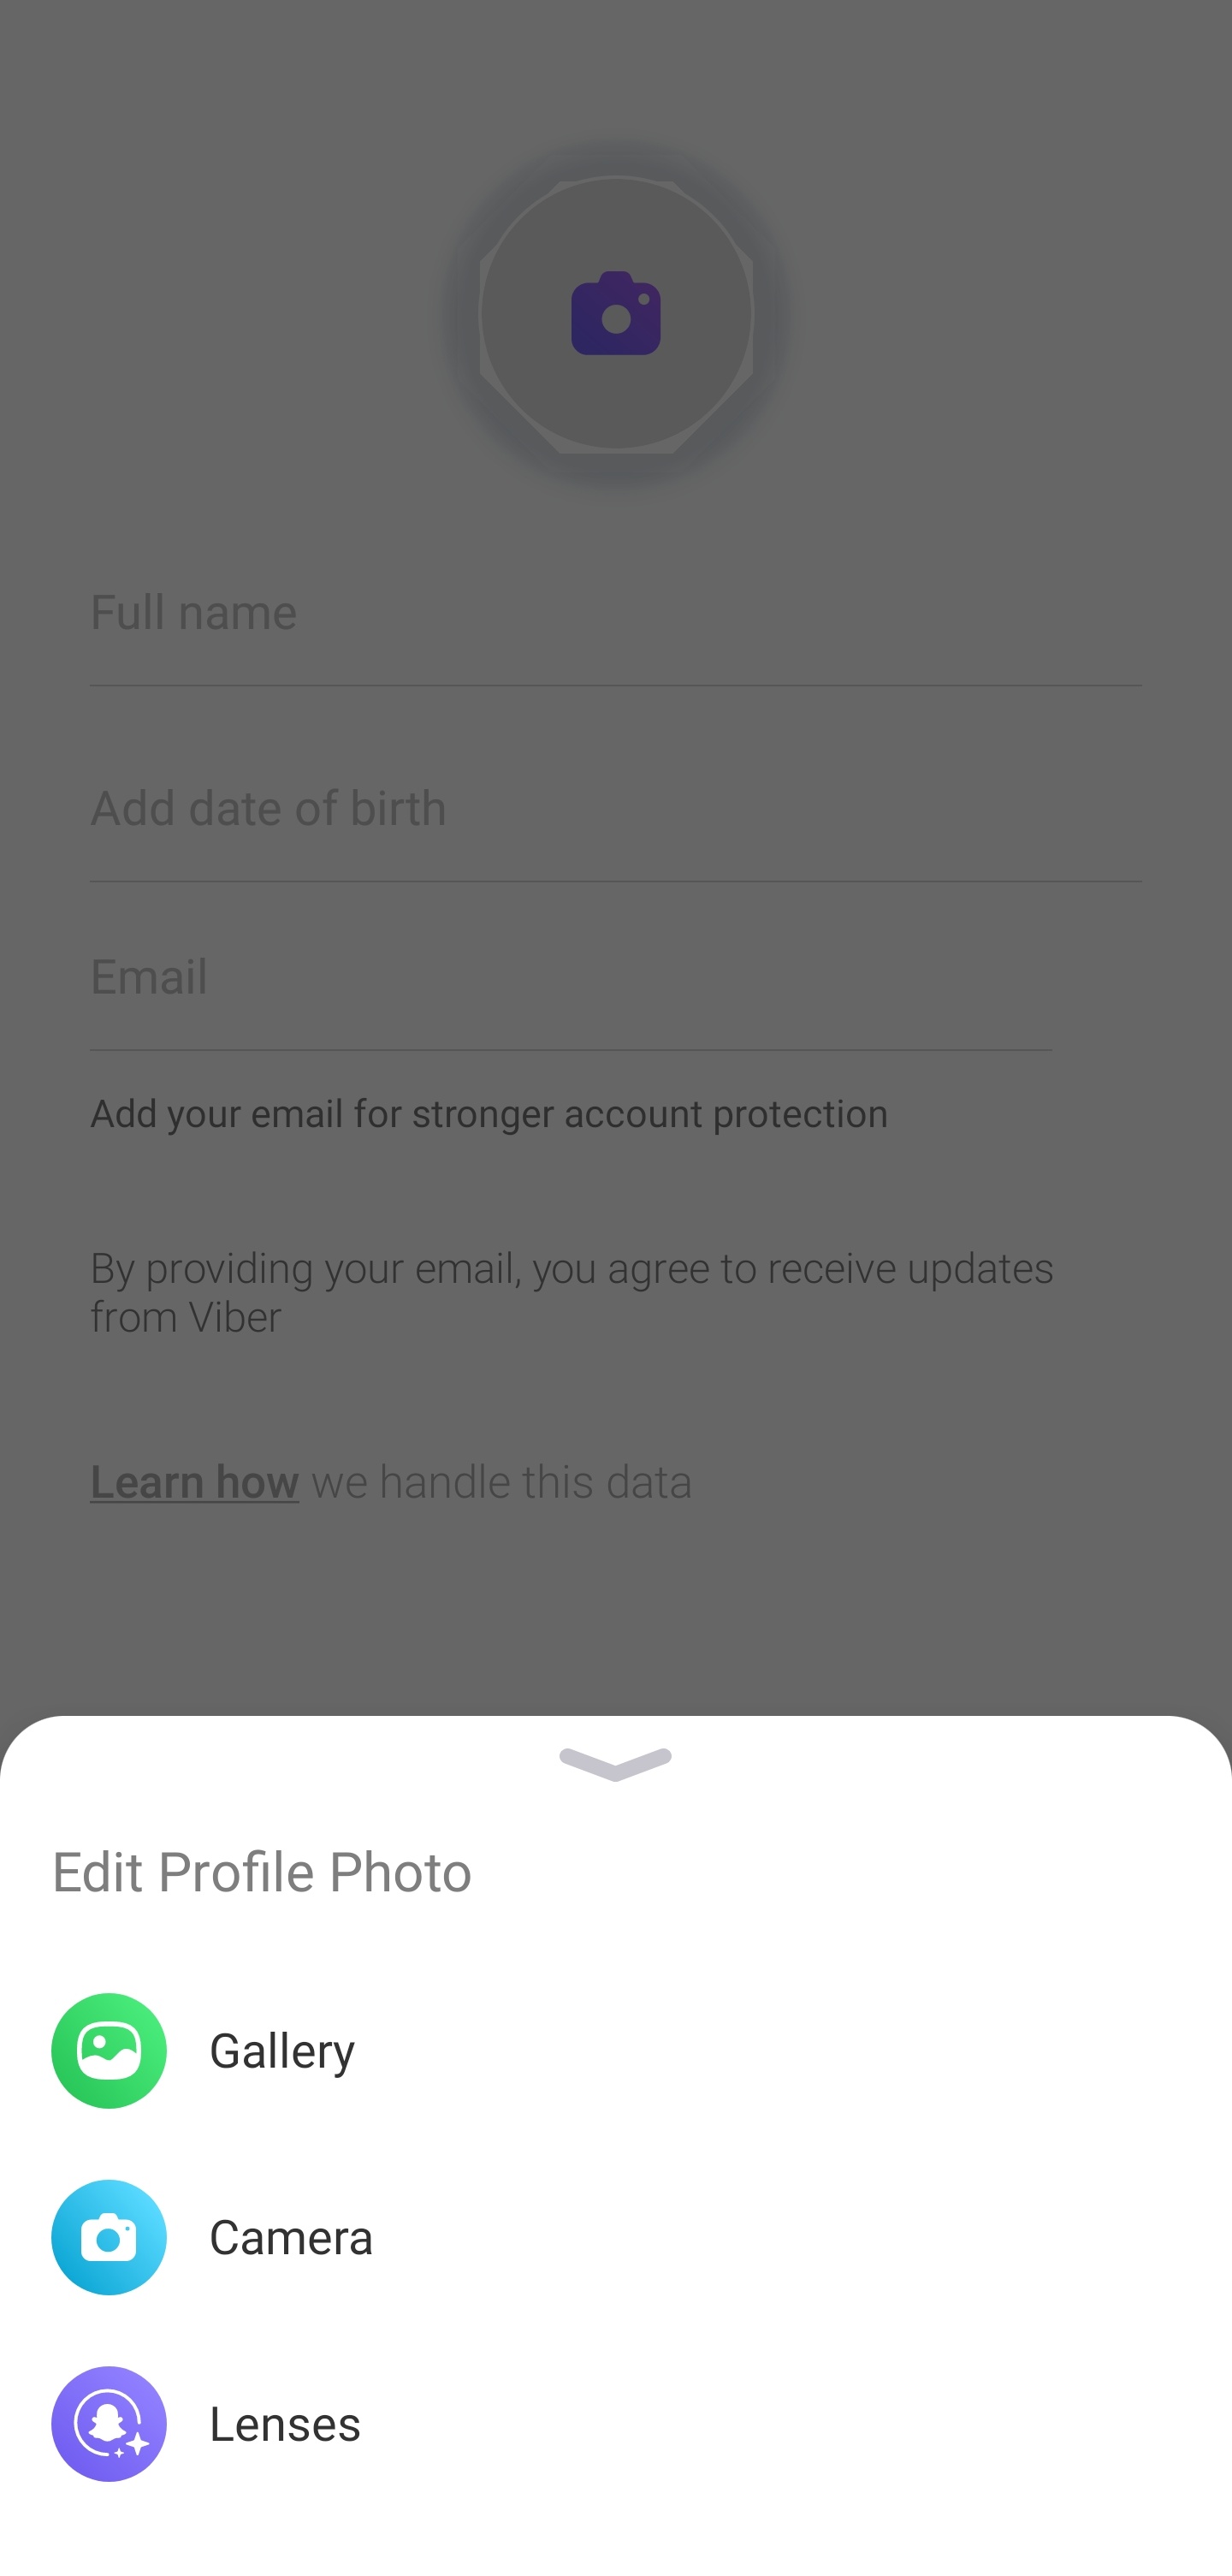 Full name
Add date of birth
Email
Add your email for stronger account protection
By providing your email, you agree to receive updates
from Viber
Learn how we handle this data
Edit Profile Photo
Gallery
Camera
Lenses